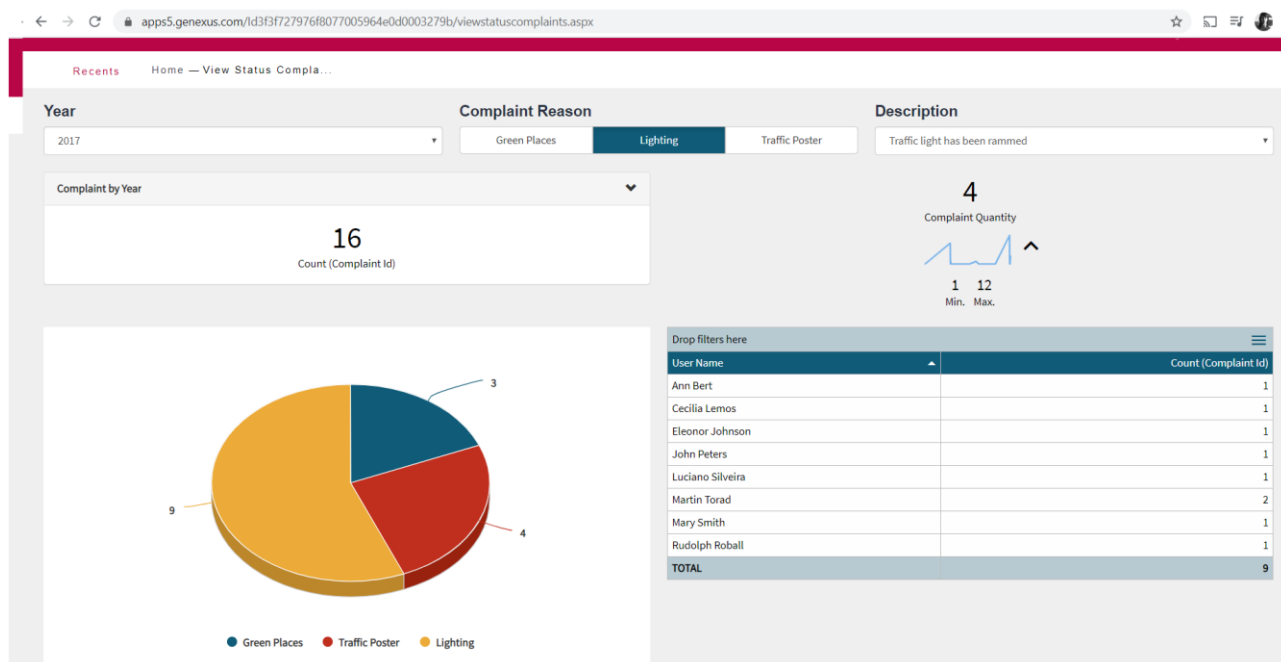 apps5.genexus.com/Id3f3f727976f8077005964e0d0003279b/viewstatuscomplaints.aspx
Recents Home — View Status Compla...
Year
2017
Complaint Reason
Green Places Lighting Traffic Poster
Description
Traffic light has been rammed
Complaint by Year
16
Count (Complaint Id)
4
Complaint Quantity
1 12
Min. Max.
3
9
4
Green Places Traffic Poster Lighting
Drop filters here
User Name Count (Complaint Id)
Ann Bert 1
Cecilia Lemos 1
Eleonor Johnson 1
John Peters 1
Luciano Silveira 1
Martin Torad 2
Mary Smith 1
Rudolph Roball 1
TOTAL 9